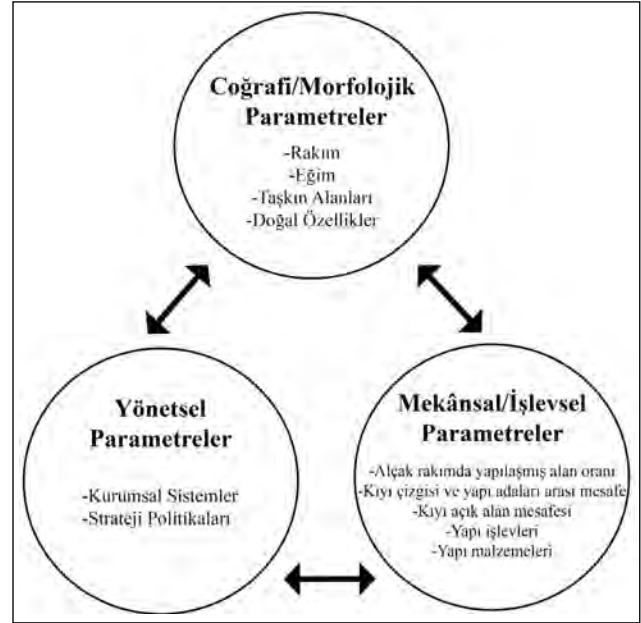 Coğrafi/Morfolojik
Parametreler
-Rakım
-Eğim
-Taşkın Alanları
-Doğal Özellikler
Yönetsel
Parametreler
-Kurumsal Sistemler
-Strateji Politikaları
Mekânsal/İşlevsel
Parametreler
-Alçak rakımda yapılaşmış alan oranı
-Kıyı çizgisi ve yapı adaları arası mesafe
-Kıyı açık alan mesafesi
-Yapı işlevleri
-Yapı malzemeleri